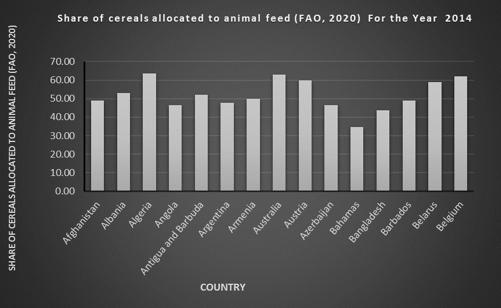 Share of cereals allocated to animal feed (FAO, 2020) For the Year 2014
SHARE OF CEREALS ALLOCATED TO ANIMAL FEED (FAO, 2020)
70.00
60.00
50.00
40.00
30.00
20.00
10.00
0.00
Afghanistan
Albania
Algeria
Angola
Antigua and Barbuda
Argentina
Armenia
Australia
Austria
Azerbaijan
Bahamas
Bangladesh
Barbados
Belarus
Belgium
COUNTRY